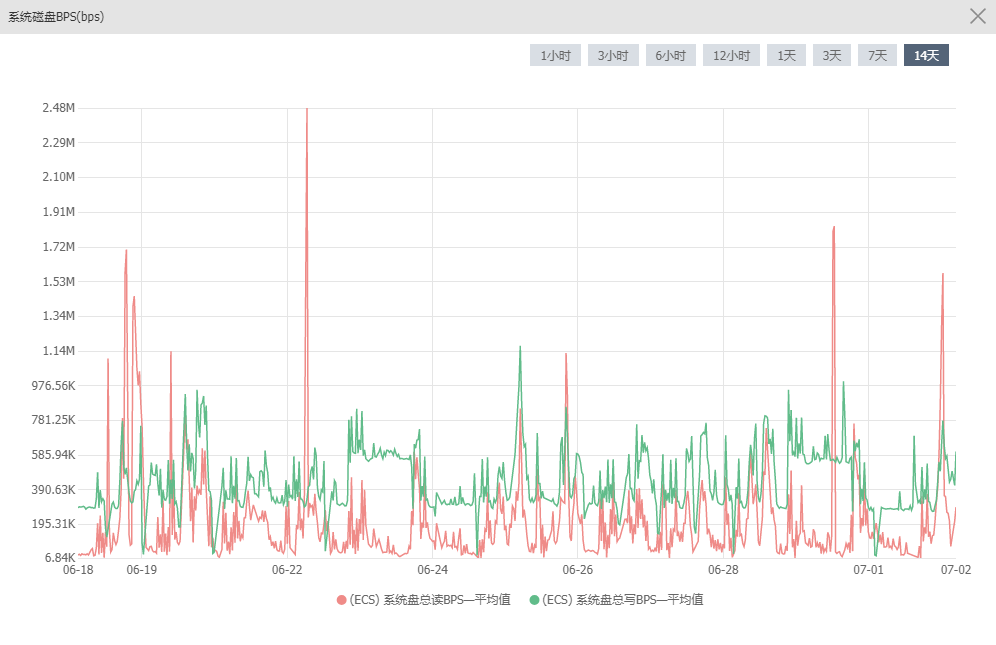 系统磁盘BPS(bps)
1小时 3小时 6小时 12小时 1天 3天 7天 14天
2.48M
2.29M
2.10M
1.91M
1.72M
1.53M
1.34M
1.14M
976.56K
781.25K
585.94K
390.63K
195.31K
6.84K
06-18 06-19 06-22 06-24 06-26 06-28 07-01 07-02
(ECS) 系统盘总读BPS—平均值 (ECS) 系统盘总写BPS—平均值